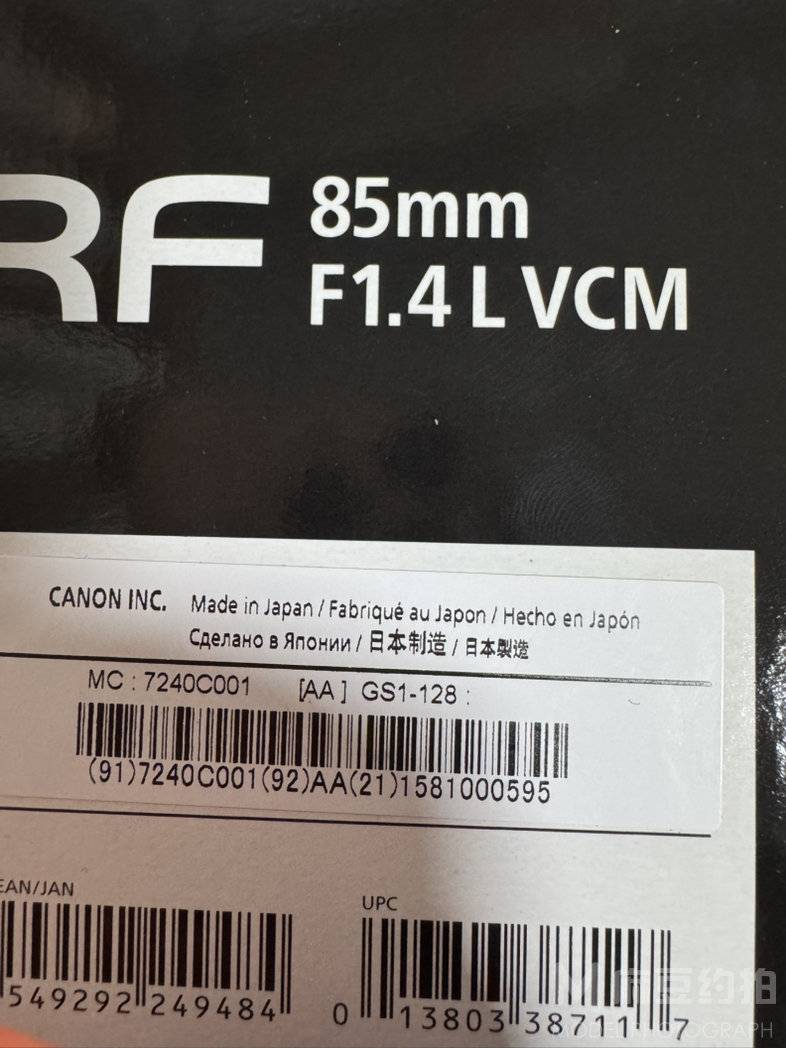 RF
85mm
F1.4 L VCM
CANON INC. Made in Japan / Fabriqué au Japon / Hecho en Japón
Сделано в Японии / 日本制造 / 日本製造
MC : 7240C001 [AA] GS1-128 :
(91)7240C001(92)AA(21)1581000595
EAN/JAN
549292 249484
UPC
0 13803 38711 7